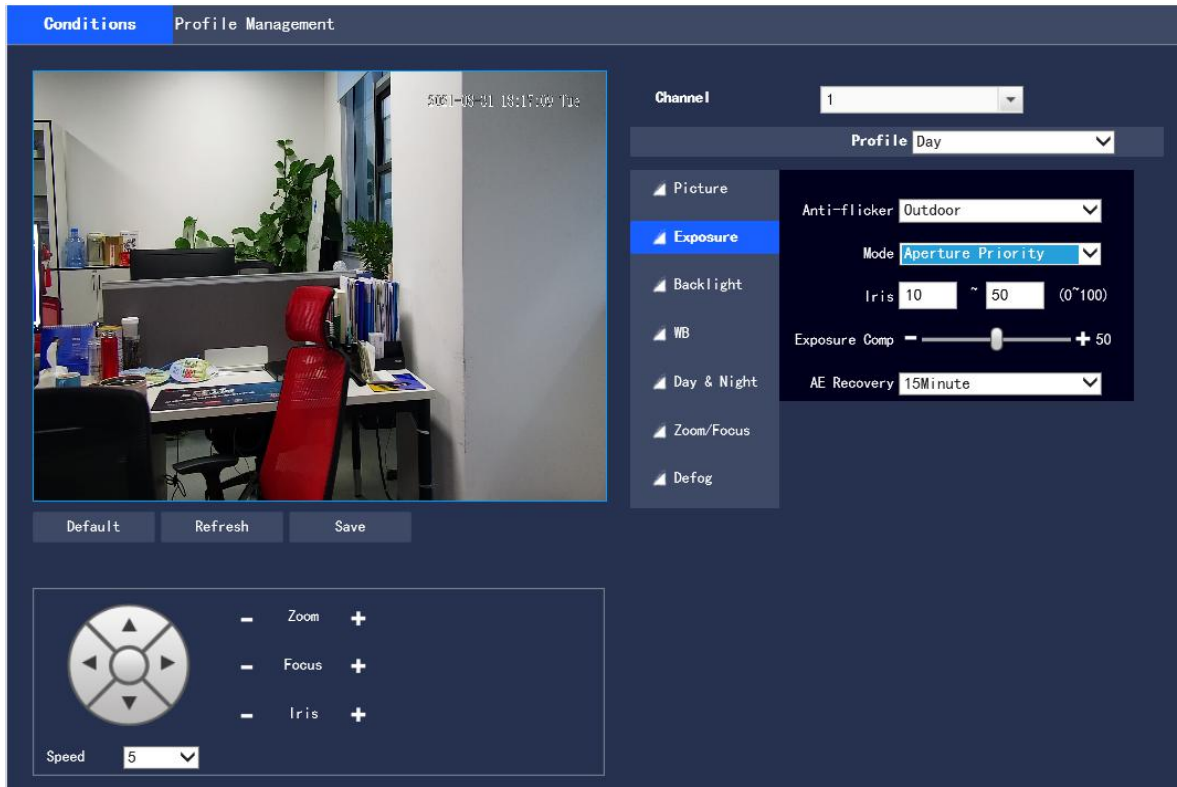 Conditions
Profile Management
Channel
1
Profile
Day
Picture
Exposure
Backlight
WB
Day & Night
Zoom/Focus
Defog
Anti-flicker
Outdoor
Mode
Aperture Priority
Iris
10
~
50
(0~100)
Exposure Comp
50
AE Recovery
15Minute
Default
Refresh
Save
- Zoom +
- Focus +
- Iris +
Speed
5